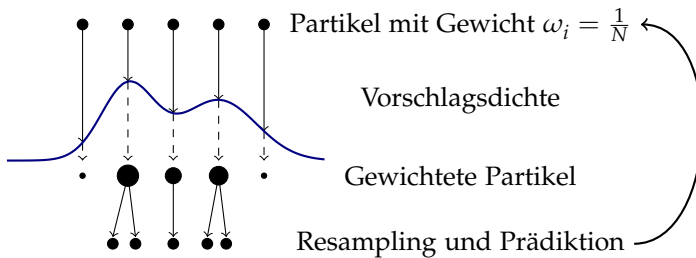 Partikel mit Gewicht ω_i = 1/N
Vorschlagsdichte
Gewichtete Partikel
Resampling und Prädiktion